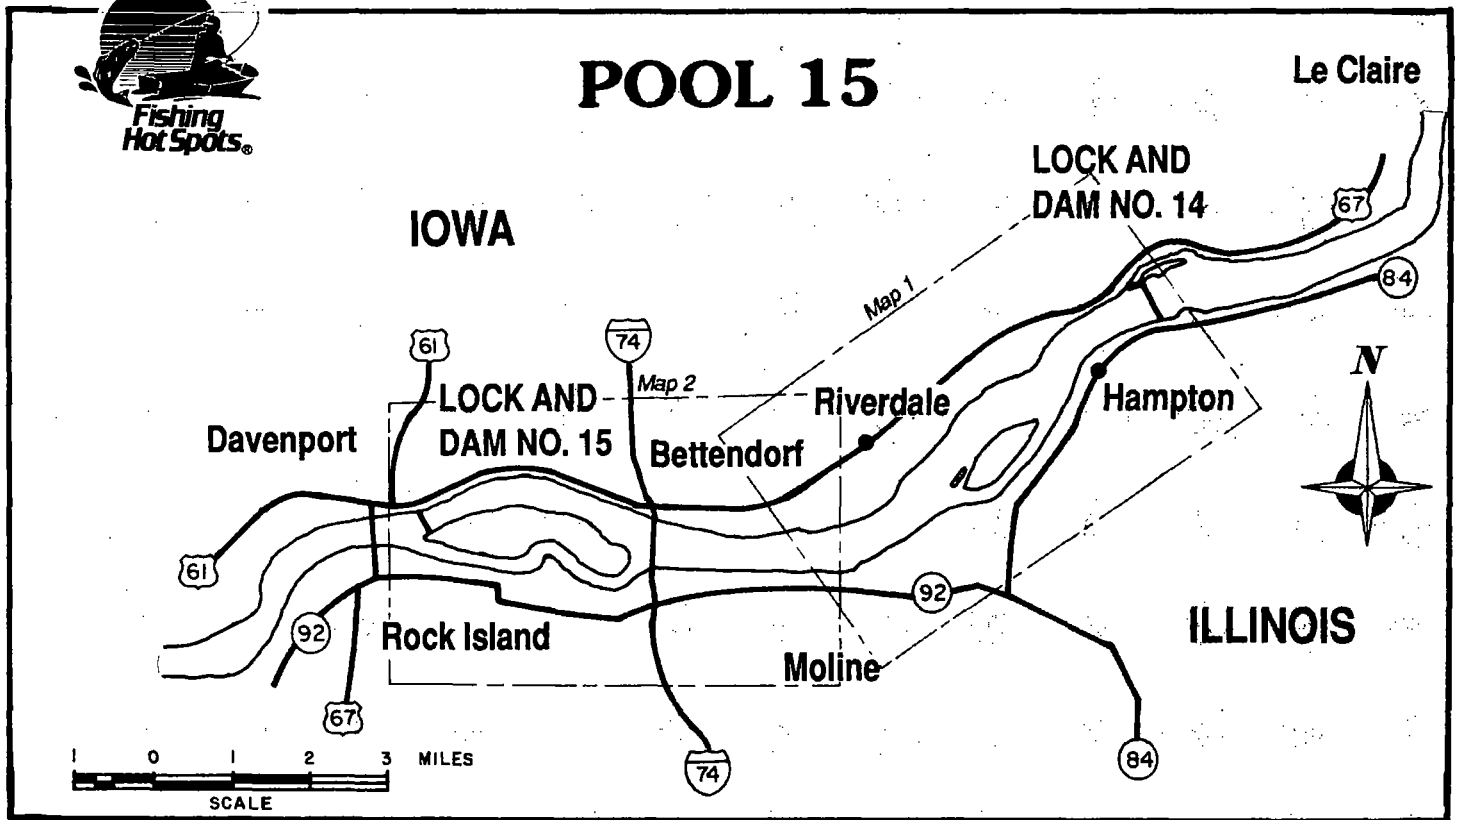 POOL 15
Le Claire
Fishing
Hot Spots®
LOCK AND
DAM NO. 14
67
IOWA
84
Map 1
61
74
N
Map 2
LOCK AND
DAM NO. 15
Riverdale
Hampton
Davenport
Bettendorf
61
92
92
Rock Island
ILLINOIS
Moline
67
74
84
1 0 1 2 3 MILES
SCALE